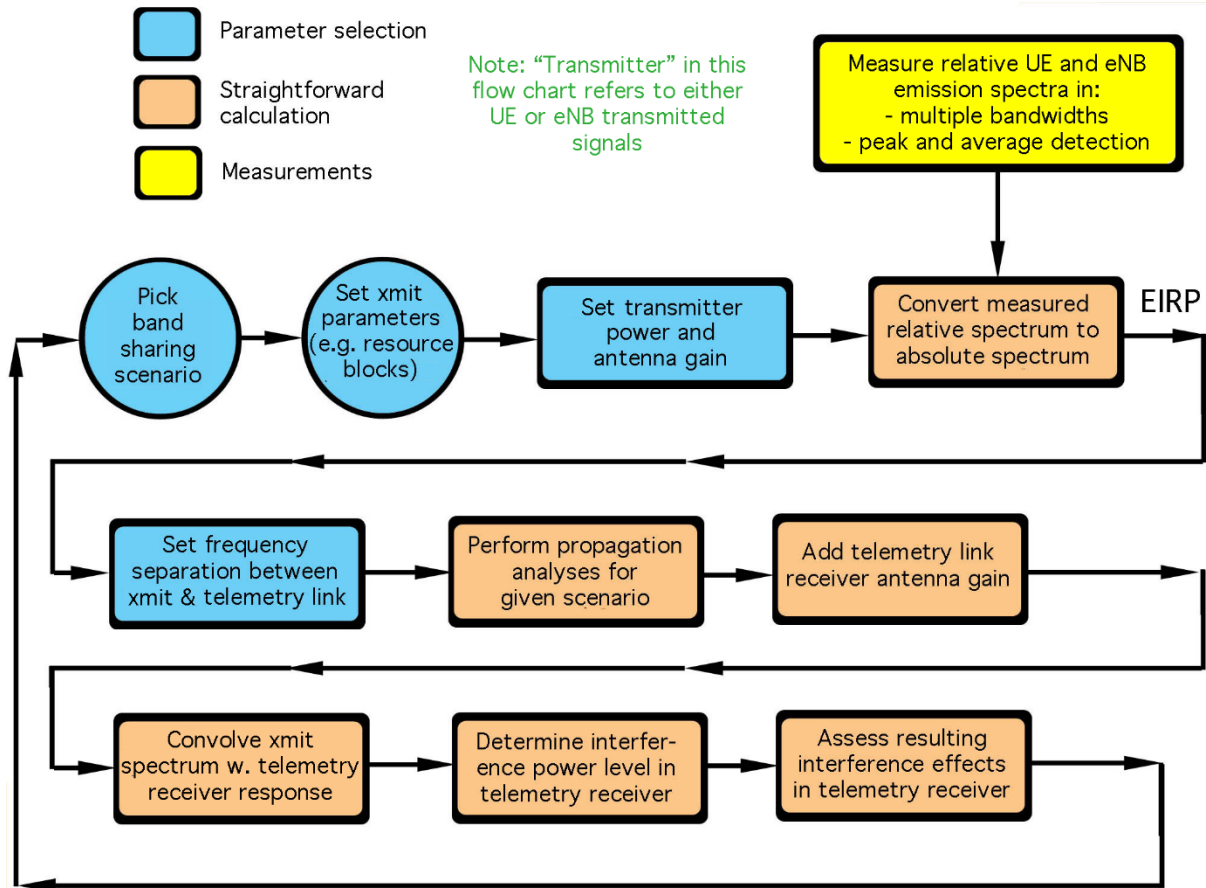 Parameter selection
Straightforward
calculation
Measurements
Note: “Transmitter” in this
flow chart refers to either
UE or eNB transmitted
signals
Measure relative UE and eNB
emission spectra in:
- multiple bandwidths
- peak and average detection
Pick
band
sharing
scenario
Set xmit
parameters
(e.g. resource
blocks)
Set transmitter
power and
antenna gain
Convert measured
relative spectrum to
absolute spectrum
EIRP
Set frequency
separation between
xmit & telemetry link
Perform propagation
analyses for
given scenario
Add telemetry link
receiver antenna gain
Convolve xmit
spectrum w. telemetry
receiver response
Determine interfer-
ence power level in
telemetry receiver
Assess resulting
interference effects
in telemetry receiver